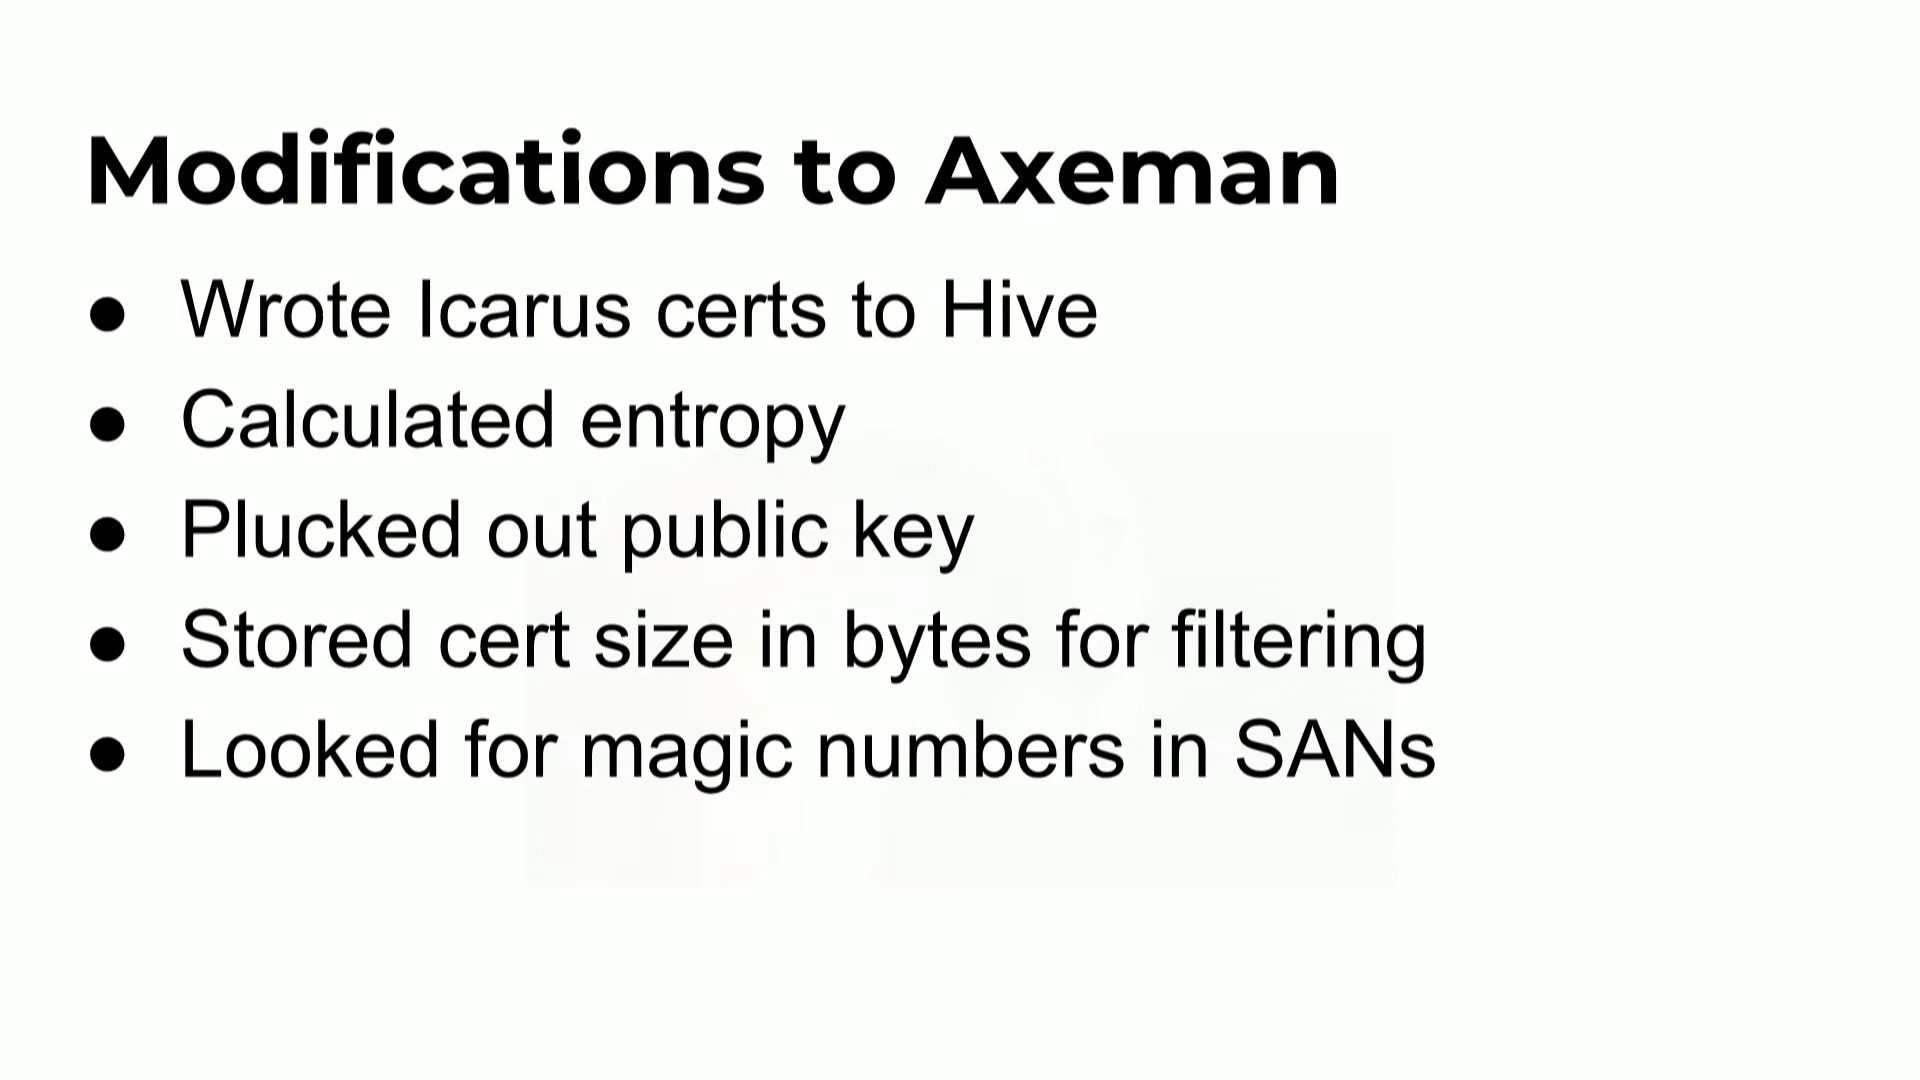 Modifications to Axeman
● Wrote Icarus certs to Hive
● Calculated entropy
● Plucked out public key
● Stored cert size in bytes for filtering
● Looked for magic numbers in SANs